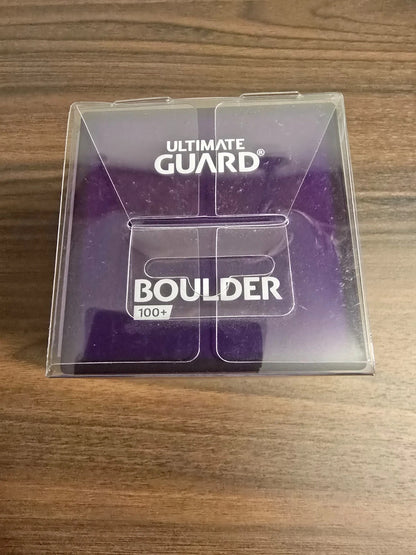 ULTIMATE
GUARD®
BOULDER
100+